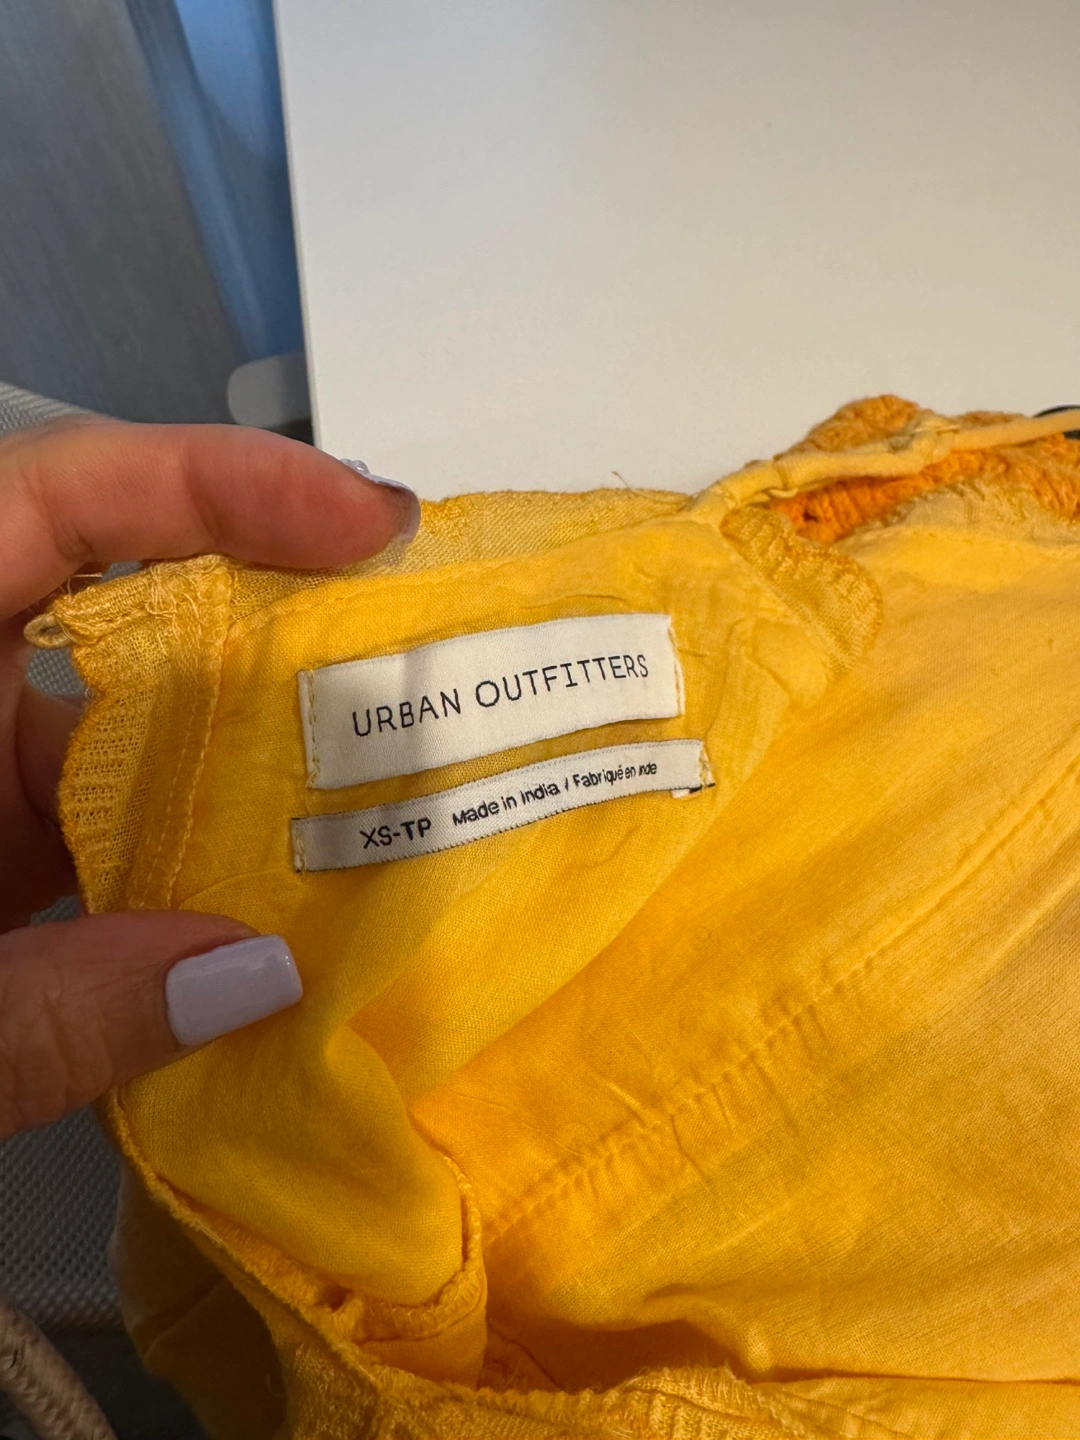 URBAN OUTFITTERS
XS-TP Made in India / Fabriqué en Inde